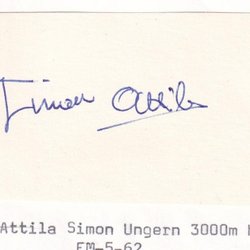 Simon Attila
Attila Simon Ungern 3000m
EM-5-62